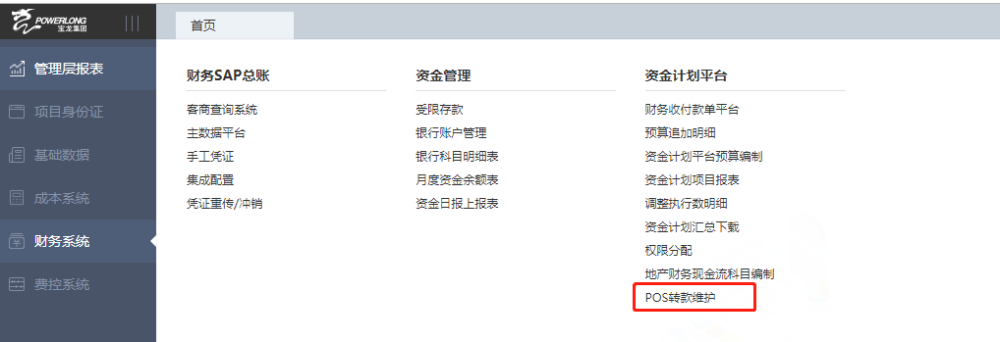 POWERLONG
宝龙集团
首页
管理层报表
项目身份证
基础数据
成本系统
财务系统
费控系统
财务SAP总账
客商查询系统
主数据平台
手工凭证
集成配置
凭证重传/冲销
资金管理
受限存款
银行账户管理
银行科目明细表
月度资金余额表
资金日报上报表
资金计划平台
财务收付款单平台
预算追加明细
资金计划平台预算编制
资金计划项目报表
调整执行数明细
资金计划汇总下载
权限分配
地产财务现金流科目编制
POS转款维护